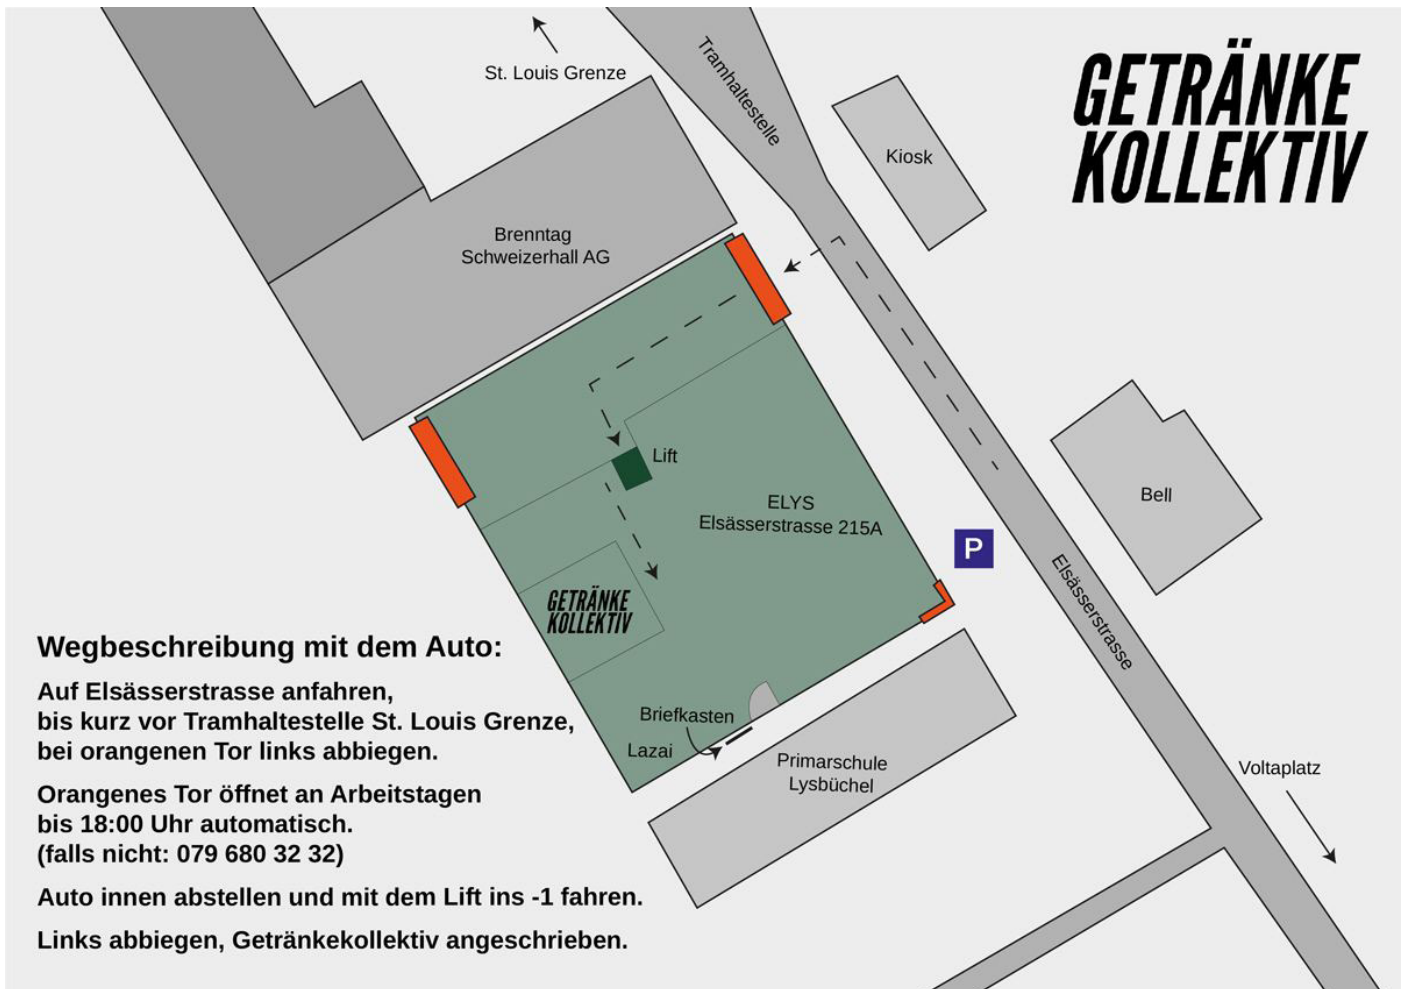 St. Louis Grenze
Tramhaltestelle
GETRÄNKE
KOLLEKTIV
Kiosk
Brenntag
Schweizerhall AG
Lift
ELYS
Elsässerstrasse 215A
Bell
P
Elsässerstrasse
GETRÄNKE
KOLLEKTIV
Wegbeschreibung mit dem Auto:
Auf Elsässerstrasse anfahren,
bis kurz vor Tramhaltestelle St. Louis Grenze,
bei orangenen Tor links abbiegen.
Orangenes Tor öffnet an Arbeitstagen
bis 18:00 Uhr automatisch.
(falls nicht: 079 680 32 32)
Auto innen abstellen und mit dem Lift ins -1 fahren.
Links abbiegen, Getränkekollektiv angeschrieben.
Briefkasten
Lazai
Primarschule
Lysbüchel
Voltaplatz